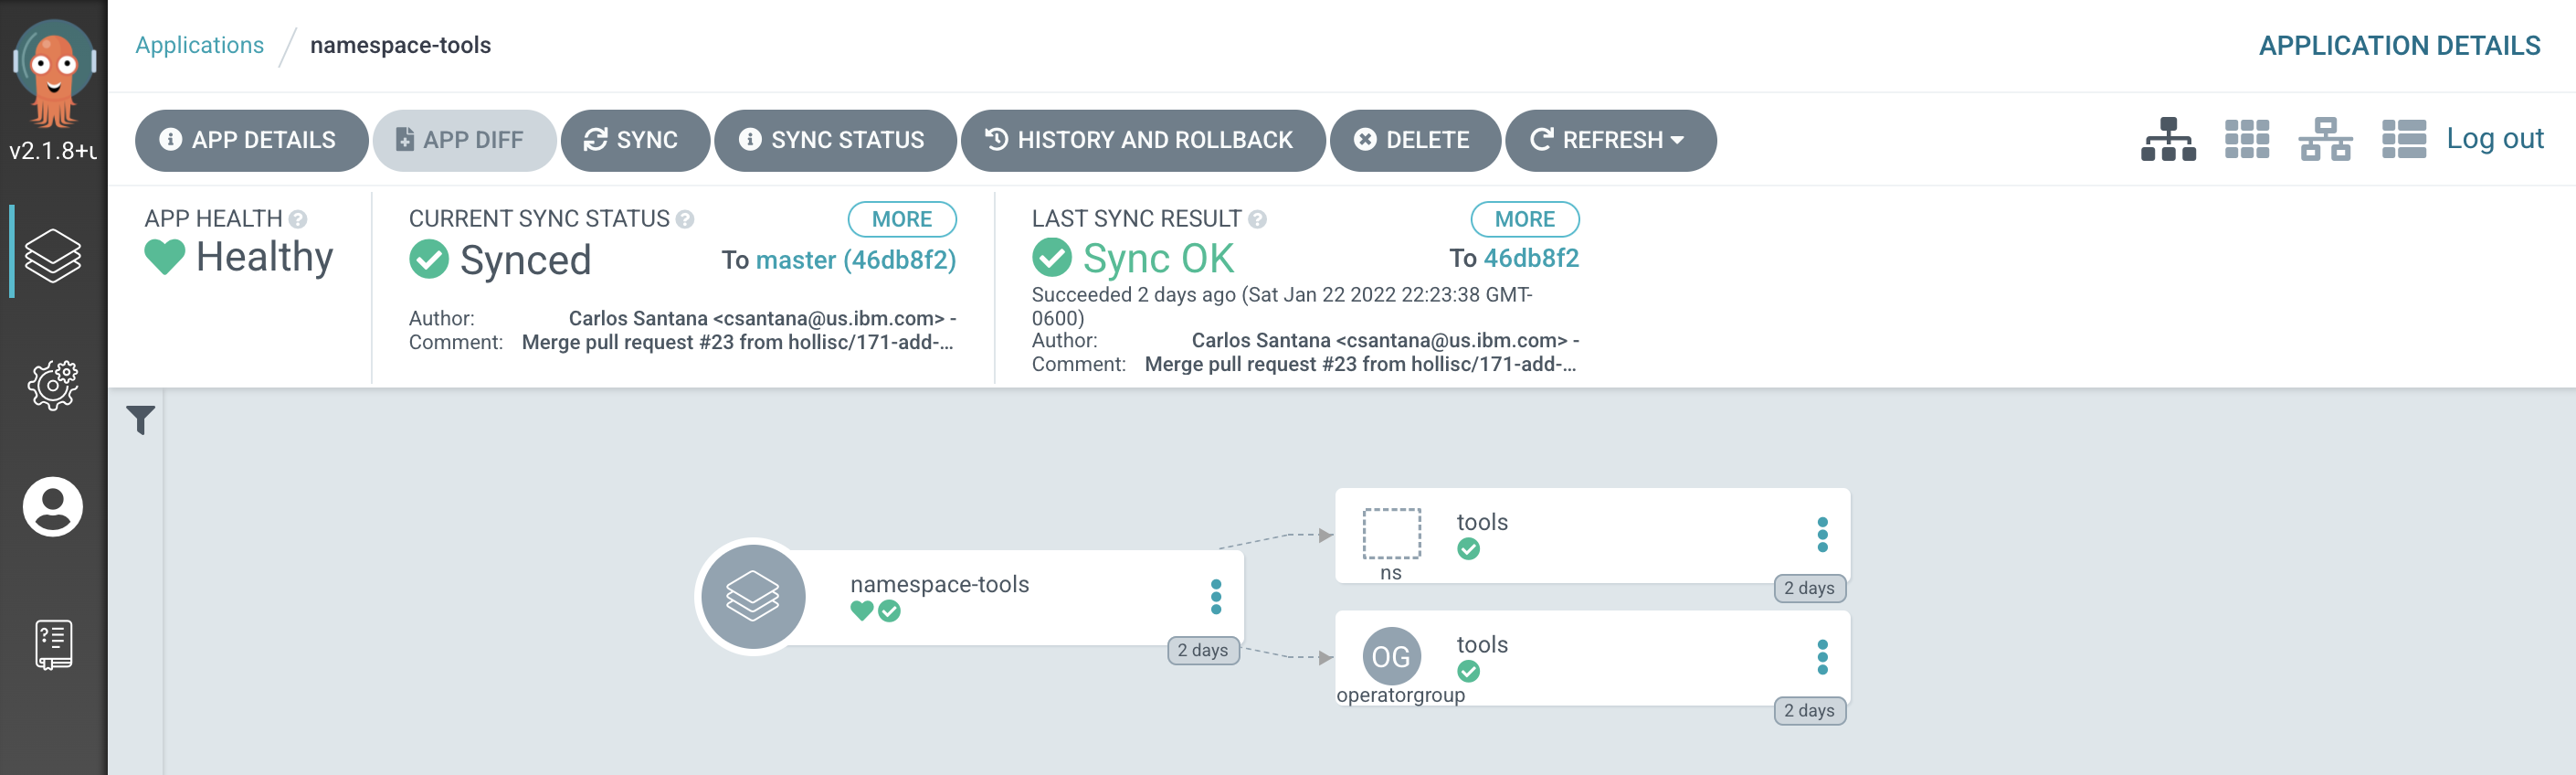 Applications / namespace-tools
APPLICATION DETAILS
v2.1.8+u
APP DETAILS
APP DIFF
SYNC
SYNC STATUS
HISTORY AND ROLLBACK
DELETE
REFRESH
Log out
APP HEALTH
Healthy
CURRENT SYNC STATUS
MORE
Synced
To master (46db8f2)
Author: Carlos Santana <csantana@us.ibm.com> -
Comment: Merge pull request #23 from hollisc/171-add-...
LAST SYNC RESULT
MORE
Sync OK
To 46db8f2
Succeeded 2 days ago (Sat Jan 22 2022 22:23:38 GMT-
0600)
Author: Carlos Santana <csantana@us.ibm.com> -
Comment: Merge pull request #23 from hollisc/171-add-...
namespace-tools
2 days
tools
ns
2 days
OG
tools
operatorgroup
2 days